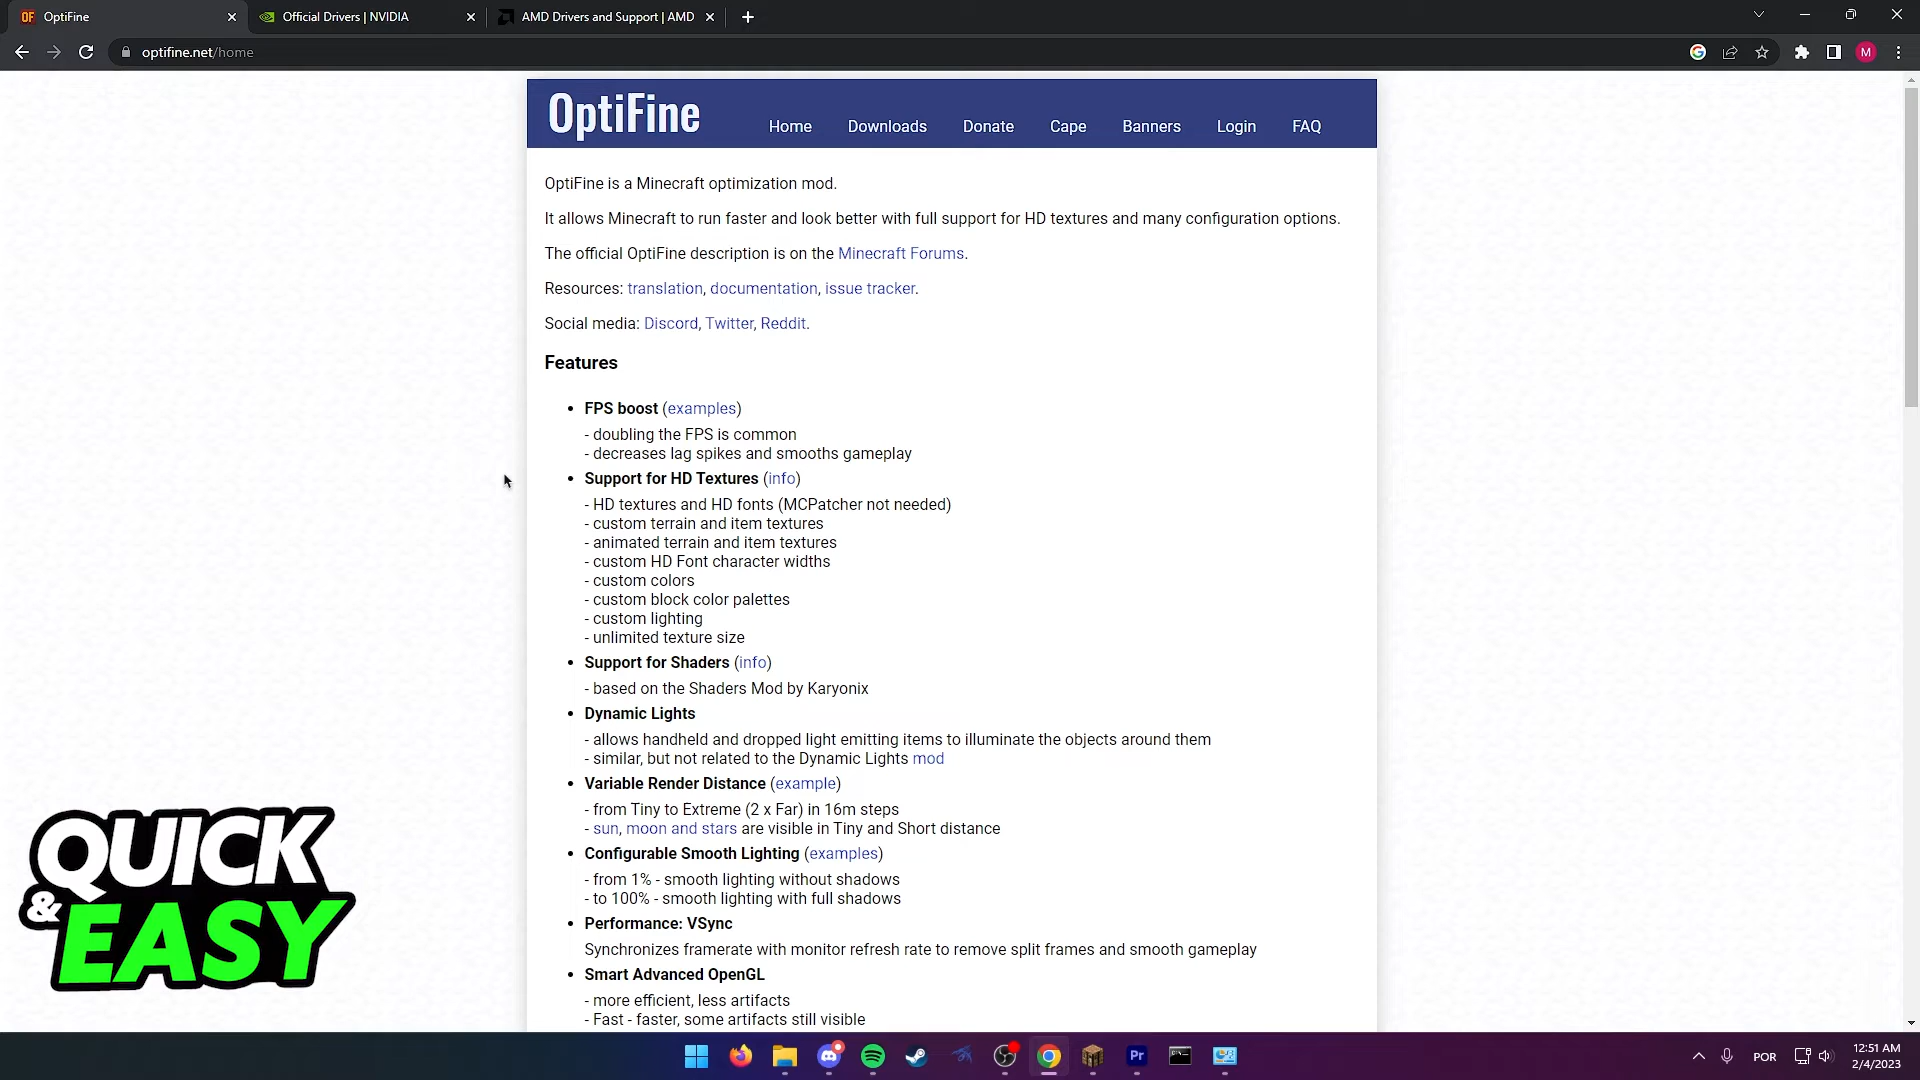 OptiFine
Official Drivers | NVIDIA
AMD Drivers and Support | AMD
optifine.net/home
M
OptiFine
Home Downloads Donate Cape Banners Login FAQ
OptiFine is a Minecraft optimization mod.
It allows Minecraft to run faster and look better with full support for HD textures and many configuration options.
The official OptiFine description is on the Minecraft Forums.
Resources: translation, documentation, issue tracker.
Social media: Discord, Twitter, Reddit.
Features
• FPS boost (examples)
- doubling the FPS is common
- decreases lag spikes and smooths gameplay
• Support for HD Textures (info)
- HD textures and HD fonts (MCPatcher not needed)
- custom terrain and item textures
- animated terrain and item textures
- custom HD Font character widths
- custom colors
- custom block color palettes
- custom lighting
- unlimited texture size
• Support for Shaders (info)
- based on the Shaders Mod by Karyonix
• Dynamic Lights
- allows handheld and dropped light emitting items to illuminate the objects around them
- similar, but not related to the Dynamic Lights mod
• Variable Render Distance (example)
- from Tiny to Extreme (2 x Far) in 16m steps
- sun, moon and stars are visible in Tiny and Short distance
• Configurable Smooth Lighting (examples)
- from 1% - smooth lighting without shadows
- to 100% - smooth lighting with full shadows
• Performance: VSync
Synchronizes framerate with monitor refresh rate to remove split frames and smooth gameplay
• Smart Advanced OpenGL
- more efficient, less artifacts
- Fast - faster, some artifacts still visible
QUICK
& EASY
Pr
POR
12:51 AM
2/4/2023